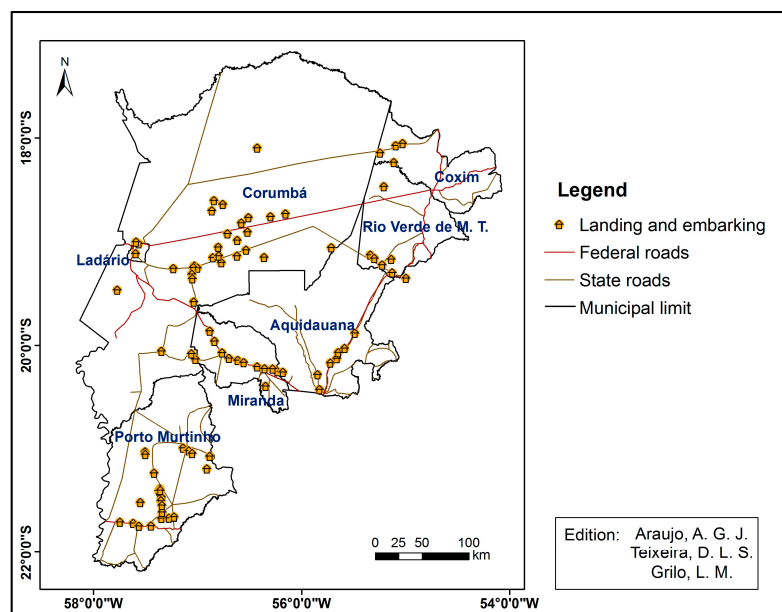 N
18°0'0"S
20°0'0"S
22°0'0"S
58°0'0"W
56°0'0"W
54°0'0"W
Corumbá
Coxim
Rio Verde de M. T.
Ladário
Aquidauana
Miranda
Porto Murtinho
0 25 50 100
km
Legend
Landing and embarking
Federal roads
State roads
Municipal limit
Edition: Araujo, A. G. J.
Teixeira, D. L. S.
Grilo, L. M.